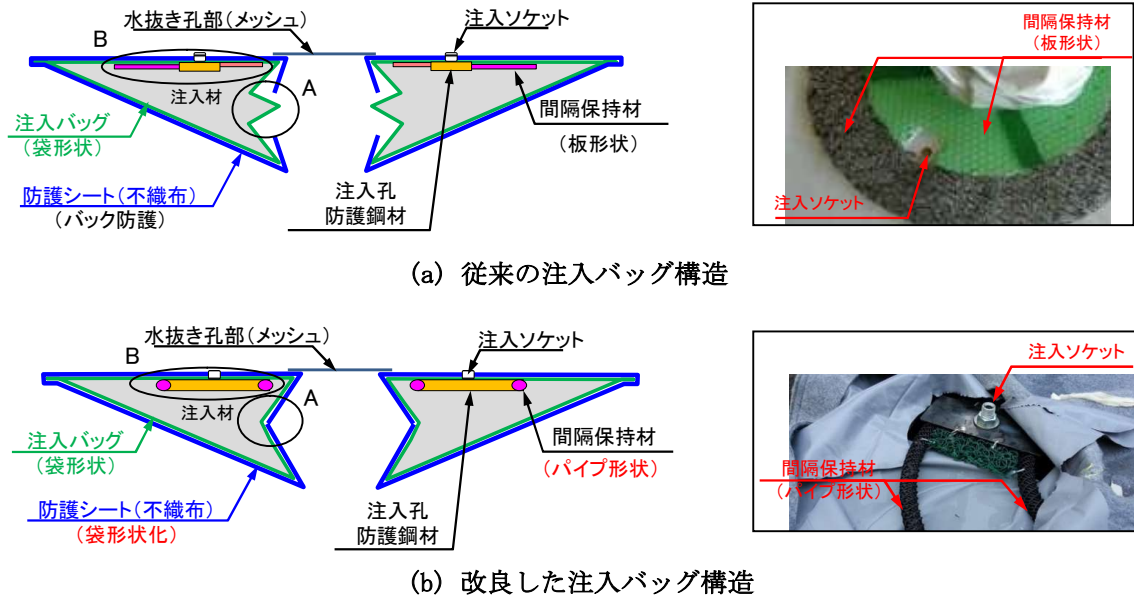 水抜き孔部（メッシュ）
注入ソケット
B
A
注入材
注入バッグ
（袋形状）
間隔保持材
（板形状）
防護シート（不織布）
（バック防護）
注入孔
防護鋼材
間隔保持材
（板形状）
注入ソケット
(a) 従来の注入バッグ構造
水抜き孔部（メッシュ）
注入ソケット
B
A
注入材
注入バッグ
（袋形状）
間隔保持材
（パイプ形状）
防護シート（不織布）
（袋形状化）
注入孔
防護鋼材
注入ソケット
間隔保持材
（パイプ形状）
(b) 改良した注入バッグ構造